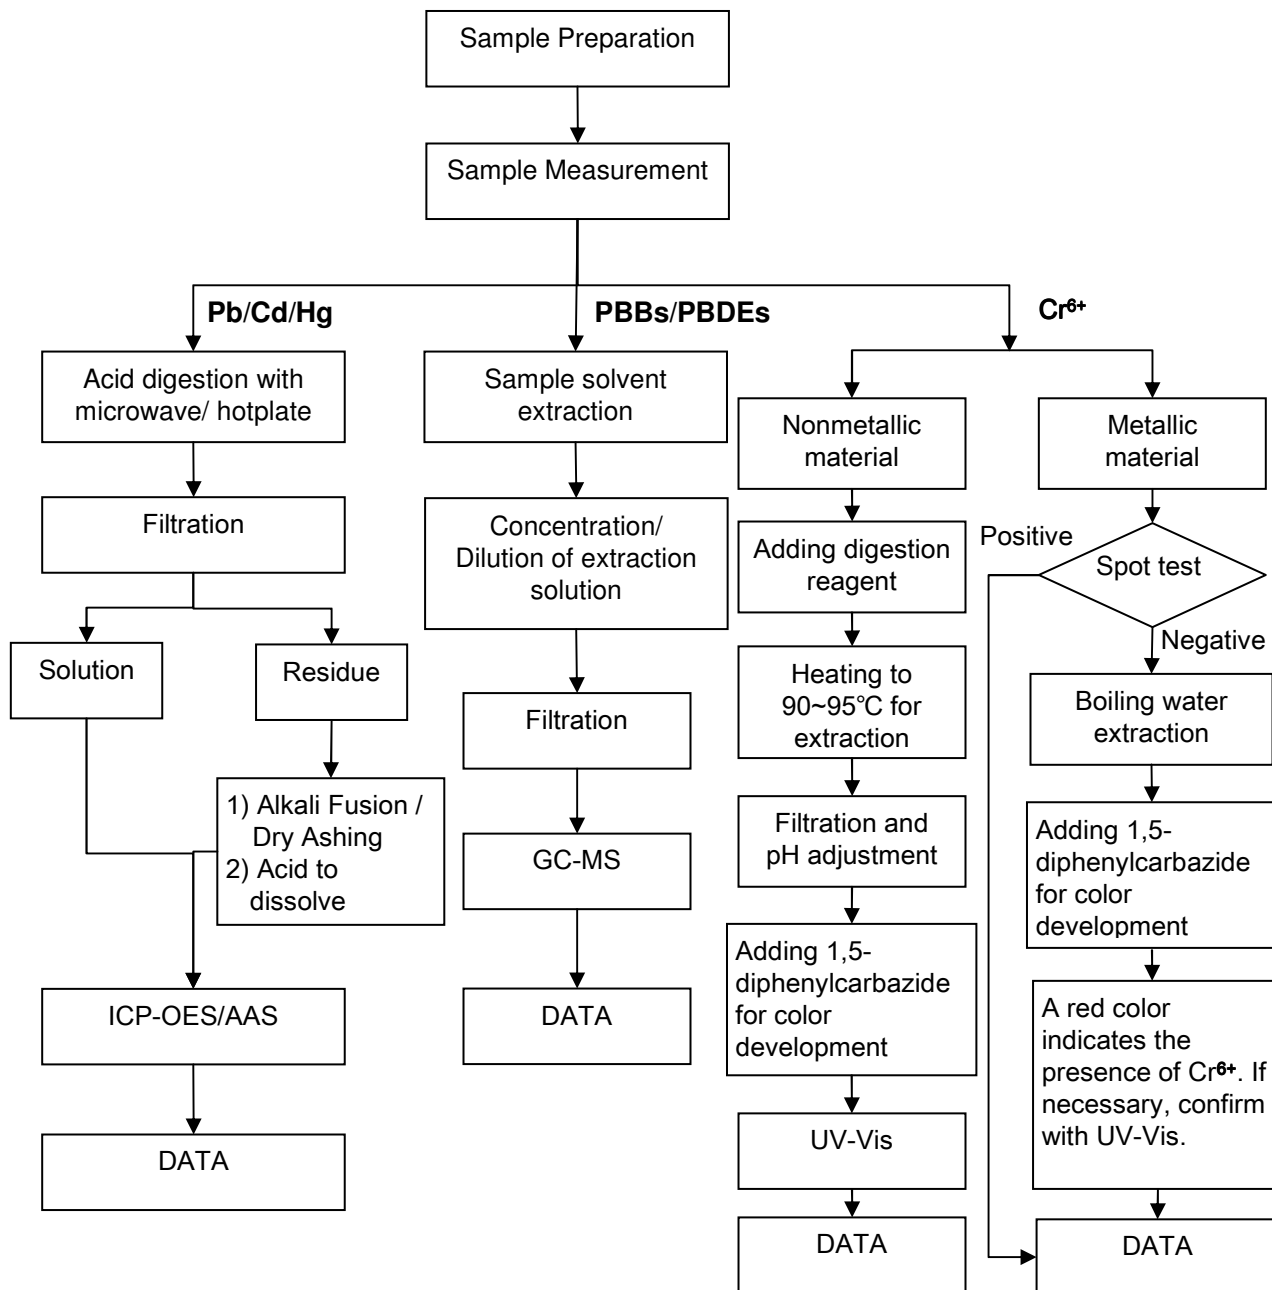 Sample Preparation
Sample Measurement
Pb/Cd/Hg
PBBs/PBDEs
Cr⁶⁺
Acid digestion with
microwave/ hotplate
Filtration
Solution
Residue
1) Alkali Fusion /
Dry Ashing
2) Acid to
dissolve
ICP-OES/AAS
DATA
Sample solvent
extraction
Concentration/
Dilution of extraction
solution
Filtration
GC-MS
DATA
Nonmetallic
material
Adding digestion
reagent
Heating to
90~95℃ for
extraction
Filtration and
pH adjustment
Adding 1,5-
diphenylcarbazide
for color
development
UV-Vis
DATA
Metallic
material
Positive
Spot test
Negative
Boiling water
extraction
Adding 1,5-
diphenylcarbazide
for color
development
A red color
indicates the
presence of Cr⁶⁺. If
necessary, confirm
with UV-Vis.
DATA